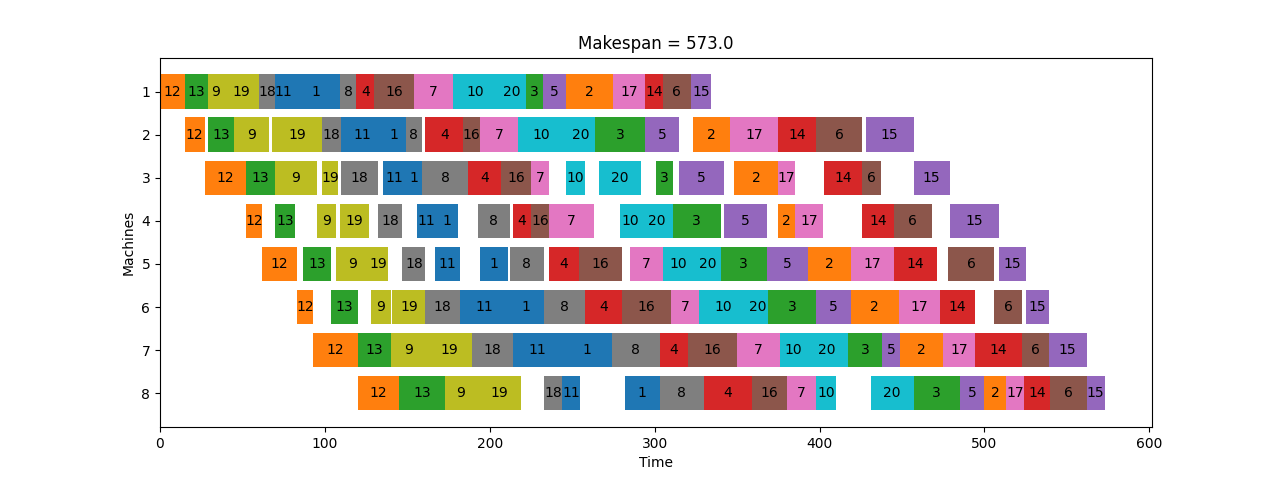 Makespan = 573.0
1 12 13 9 19 18 11 1 8 4 16 7 10 20 3 5 2 17 14 6 15
2 12 13 9 19 18 11 1 8 4 16 7 10 20 3 5 2 17 14 6 15
3 12 13 9 19 18 11 1 8 4 16 7 10 20 3 5 2 17 14 6 15
4 12 13 9 19 18 11 1 8 4 16 7 10 20 3 5 2 17 14 6 15
5 12 13 9 19 18 11 1 8 4 16 7 10 20 3 5 2 17 14 6 15
6 12 13 9 19 18 11 1 8 4 16 7 10 20 3 5 2 17 14 6 15
7 12 13 9 19 18 11 1 8 4 16 7 10 20 3 5 2 17 14 6 15
8 12 13 9 19 18 11 1 8 4 16 7 10 20 3 5 2 17 14 6 15
Machines
0 100 200 300 400 500 600
Time